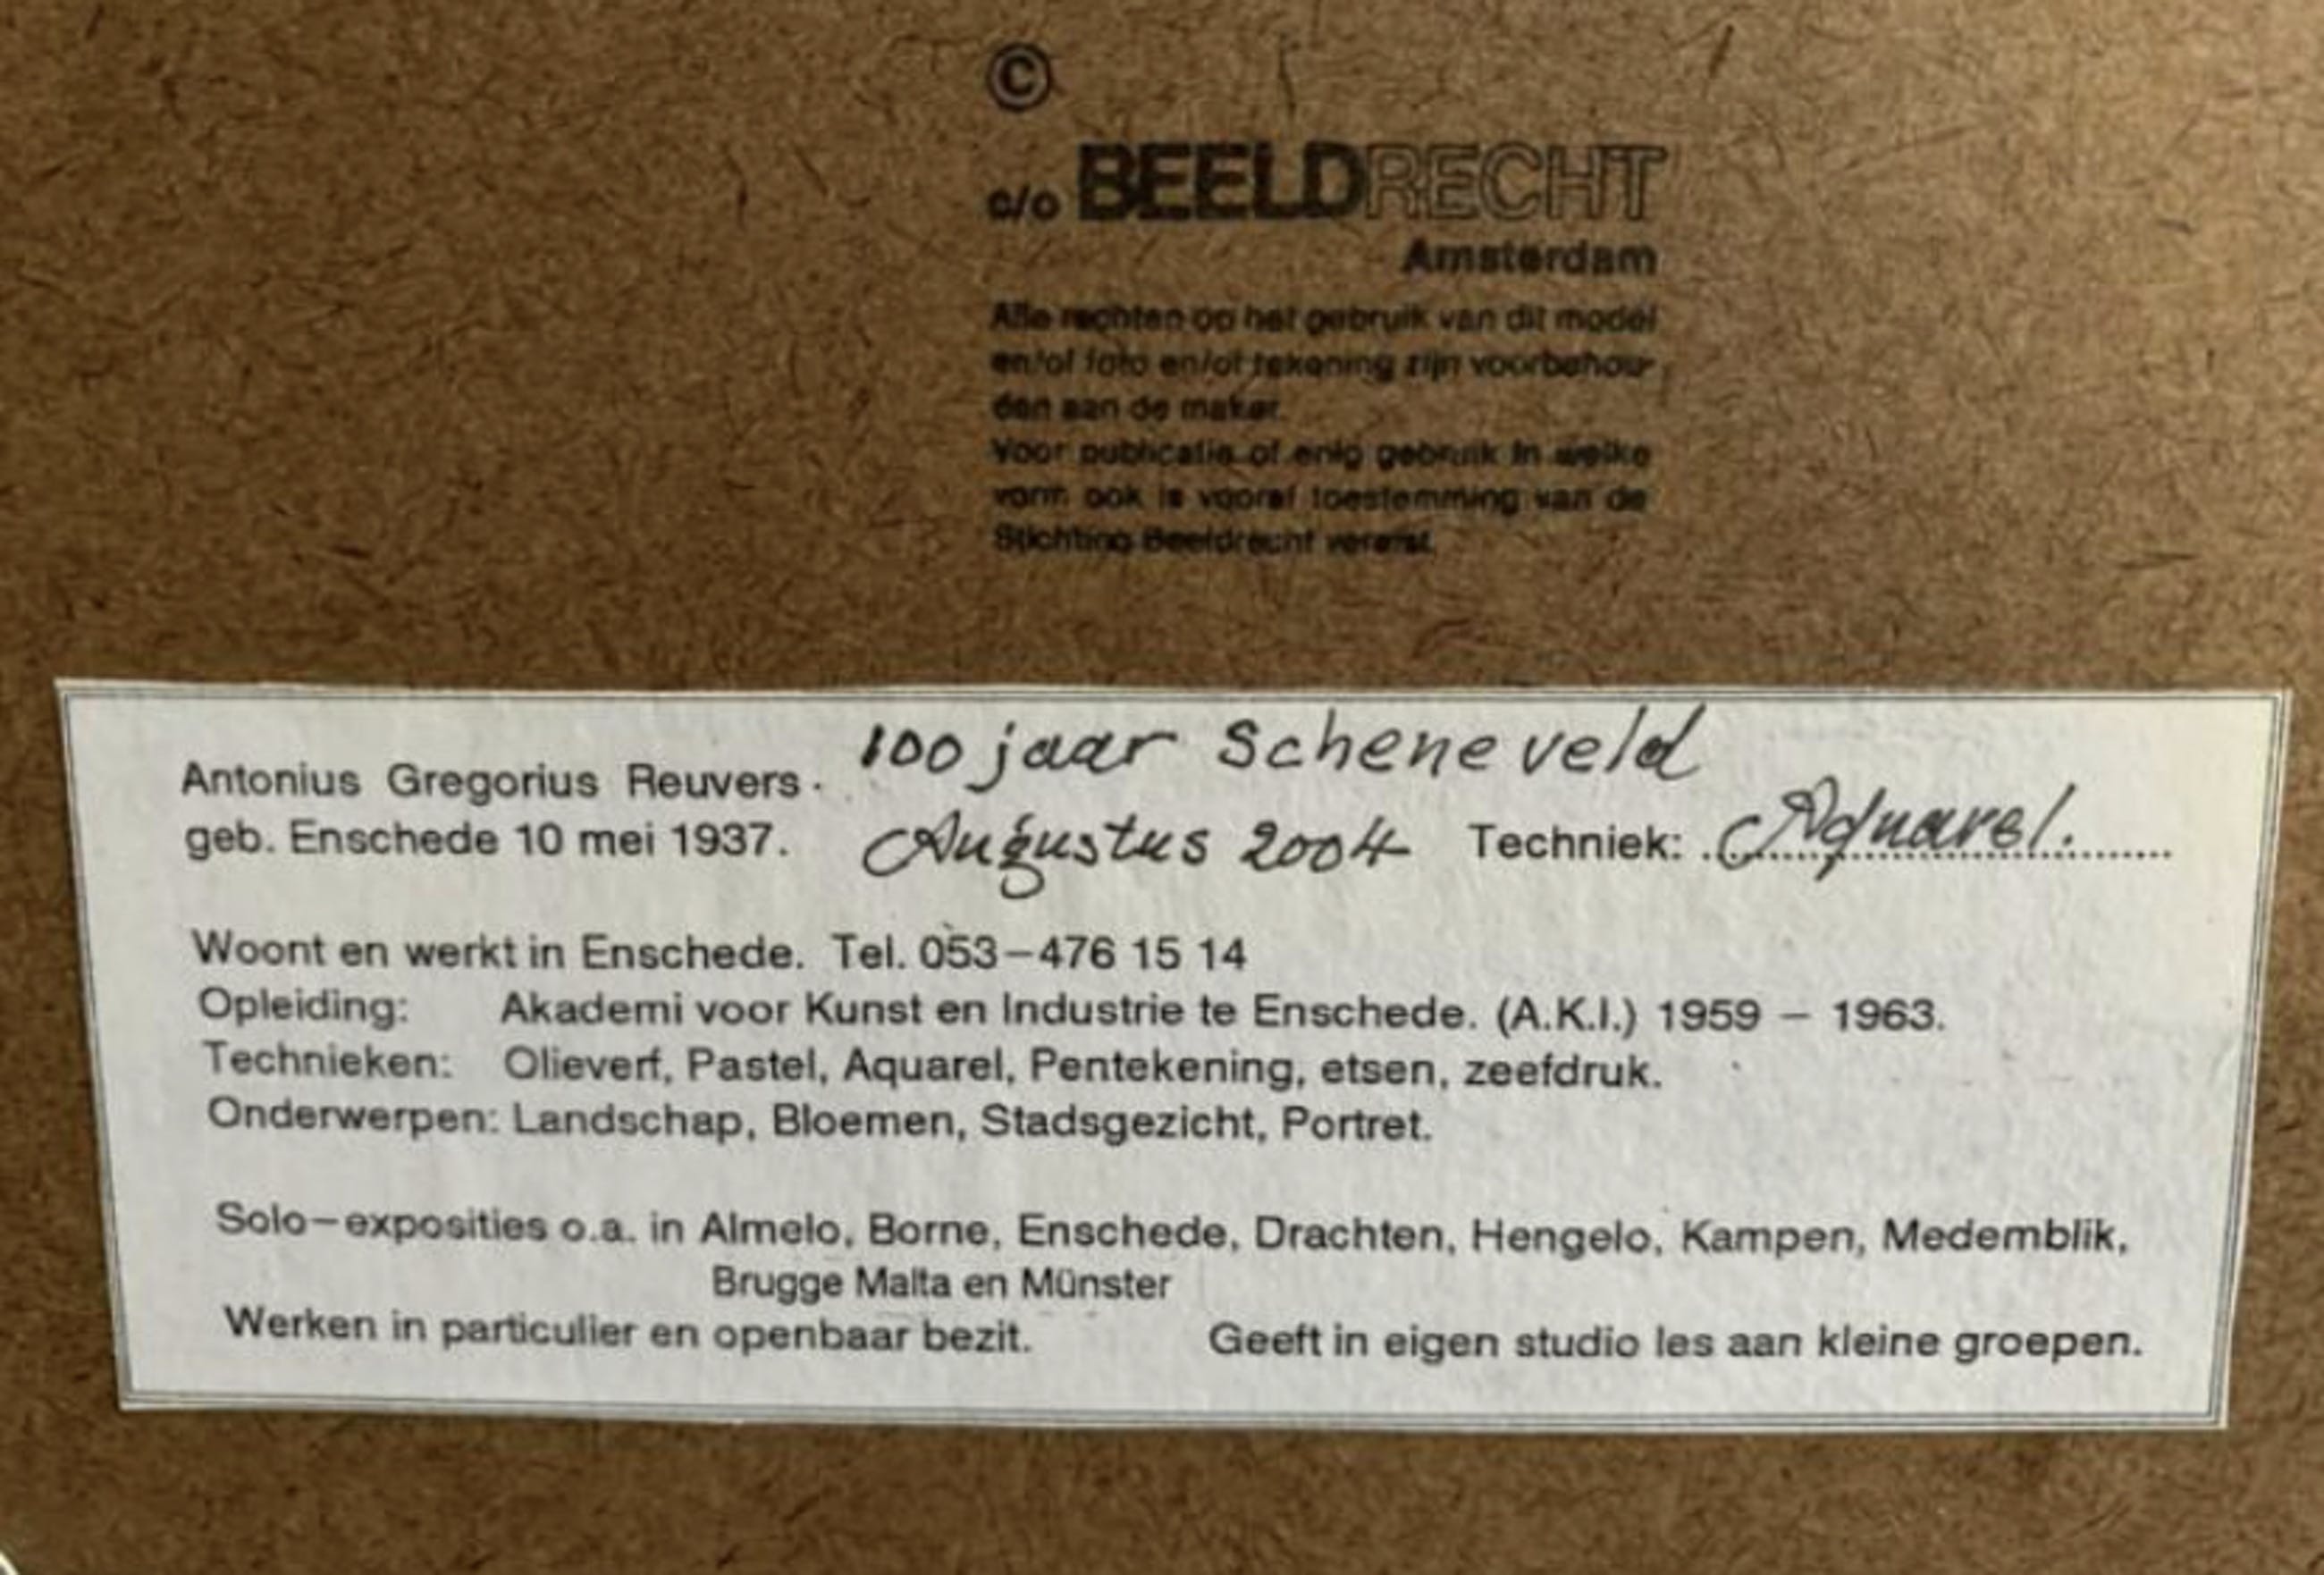 ©
c/o BEELDRECHT
Amsterdam
Alle rechten op het gebruik van dit model
en/of foto en/of tekening zijn voorbehou-
den aan de maker.
Voor publicatie of enig gebruik in welke
vorm ook is vooraf toestemming van de
Stichting Beeldrecht vereist.
100 jaar Scheneveld
Antonius Gregorius Reuvers.
geb. Enschede 10 mei 1937. Augustus 2004 Techniek: Aquarel.
Woont en werkt in Enschede. Tel. 053-476 15 14
Opleiding: Akademi voor Kunst en Industrie te Enschede. (A.K.I.) 1959 - 1963.
Technieken: Olieverf, Pastel, Aquarel, Pentekening, etsen, zeefdruk.
Onderwerpen: Landschap, Bloemen, Stadsgezicht, Portret.
Solo-exposities o.a. in Almelo, Borne, Enschede, Drachten, Hengelo, Kampen, Medemblik,
Brugge Malta en Münster
Werken in particulier en openbaar bezit. Geeft in eigen studio les aan kleine groepen.